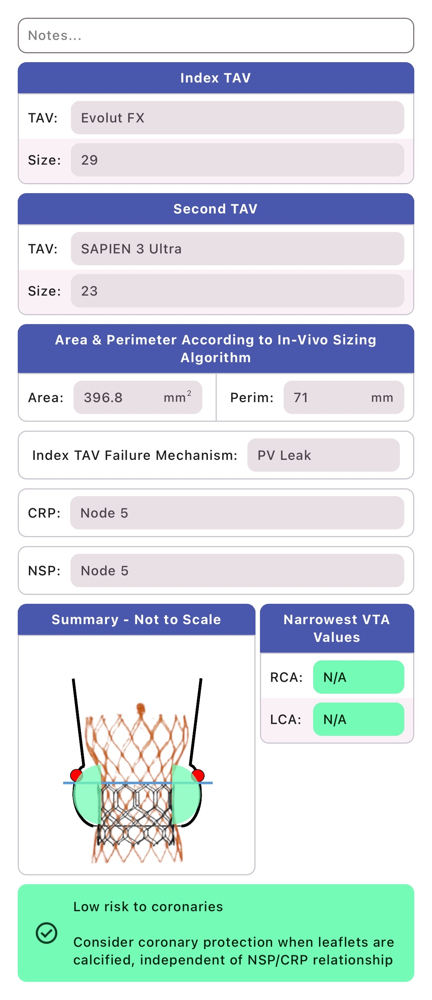 Notes...
Index TAV
TAV: Evolut FX
Size: 29
Second TAV
TAV: SAPIEN 3 Ultra
Size: 23
Area & Perimeter According to In-Vivo Sizing
Algorithm
Area: 396.8 mm² Perim: 71 mm
Index TAV Failure Mechanism: PV Leak
CRP: Node 5
NSP: Node 5
Summary - Not to Scale
Narrowest VTA
Values
RCA: N/A
LCA: N/A
Low risk to coronaries
Consider coronary protection when leaflets are
calcified, independent of NSP/CRP relationship